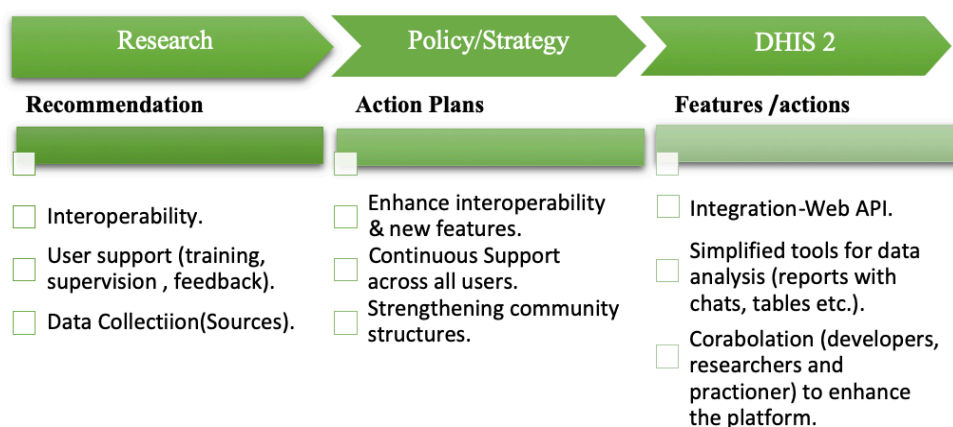 Research
Policy/Strategy
DHIS 2
Recommendation
Action Plans
Features /actions
Interoperability.
User support (training,
supervision , feedback).
Data Collectiion(Sources).
Enhance interoperability
& new features.
Continuous Support
across all users.
Strengthening community
structures.
Integration-Web API.
Simplified tools for data
analysis (reports with
chats, tables etc.).
Corabolation (developers,
researchers and
practioner) to enhance
the platform.